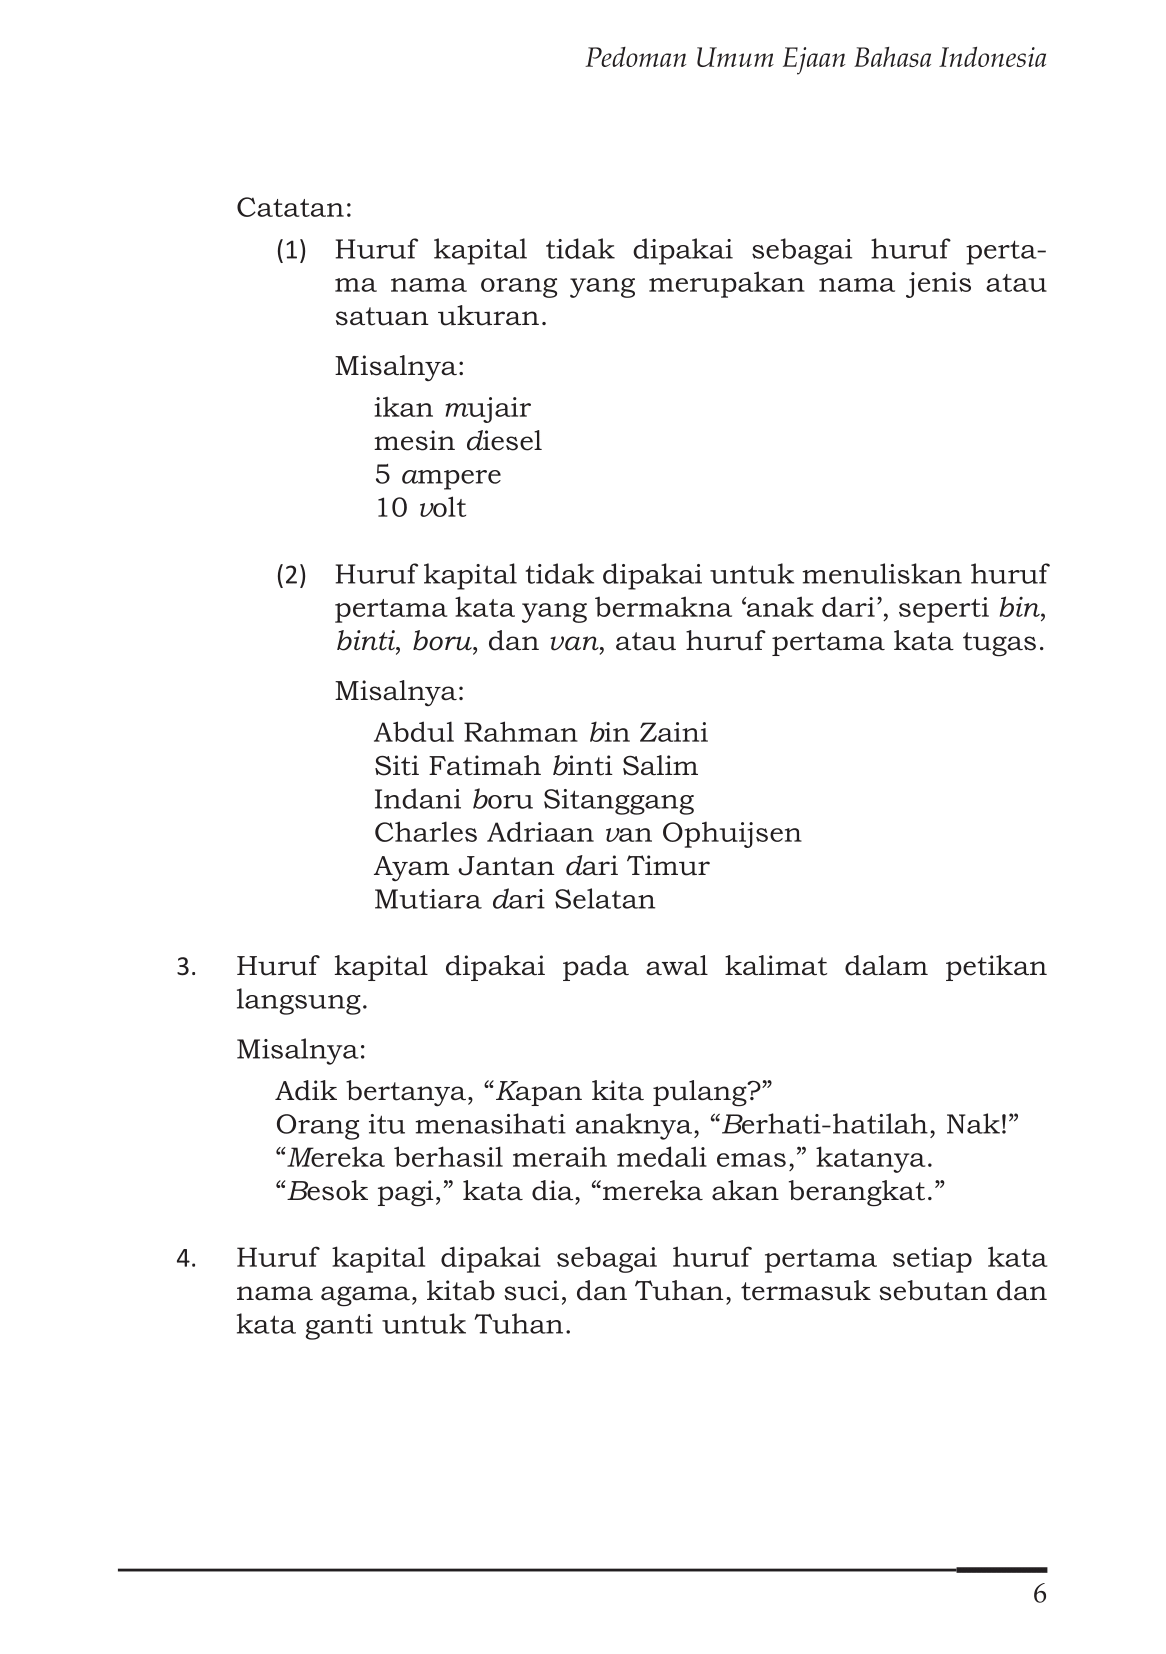 Pedoman Umum Ejaan Bahasa Indonesia
Catatan:
(1) Huruf kapital tidak dipakai sebagai huruf perta-
ma nama orang yang merupakan nama jenis atau
satuan ukuran.
Misalnya:
ikan mujair
mesin diesel
5 ampere
10 volt
(2) Huruf kapital tidak dipakai untuk menuliskan huruf
pertama kata yang bermakna ‘anak dari’, seperti bin,
binti, boru, dan van, atau huruf pertama kata tugas.
Misalnya:
Abdul Rahman bin Zaini
Siti Fatimah binti Salim
Indani boru Sitanggang
Charles Adriaan van Ophuijsen
Ayam Jantan dari Timur
Mutiara dari Selatan
3. Huruf kapital dipakai pada awal kalimat dalam petikan
langsung.
Misalnya:
Adik bertanya, “Kapan kita pulang?”
Orang itu menasihati anaknya, “Berhati-hatilah, Nak!”
“Mereka berhasil meraih medali emas,” katanya.
“Besok pagi,” kata dia, “mereka akan berangkat.”
4. Huruf kapital dipakai sebagai huruf pertama setiap kata
nama agama, kitab suci, dan Tuhan, termasuk sebutan dan
kata ganti untuk Tuhan.
6